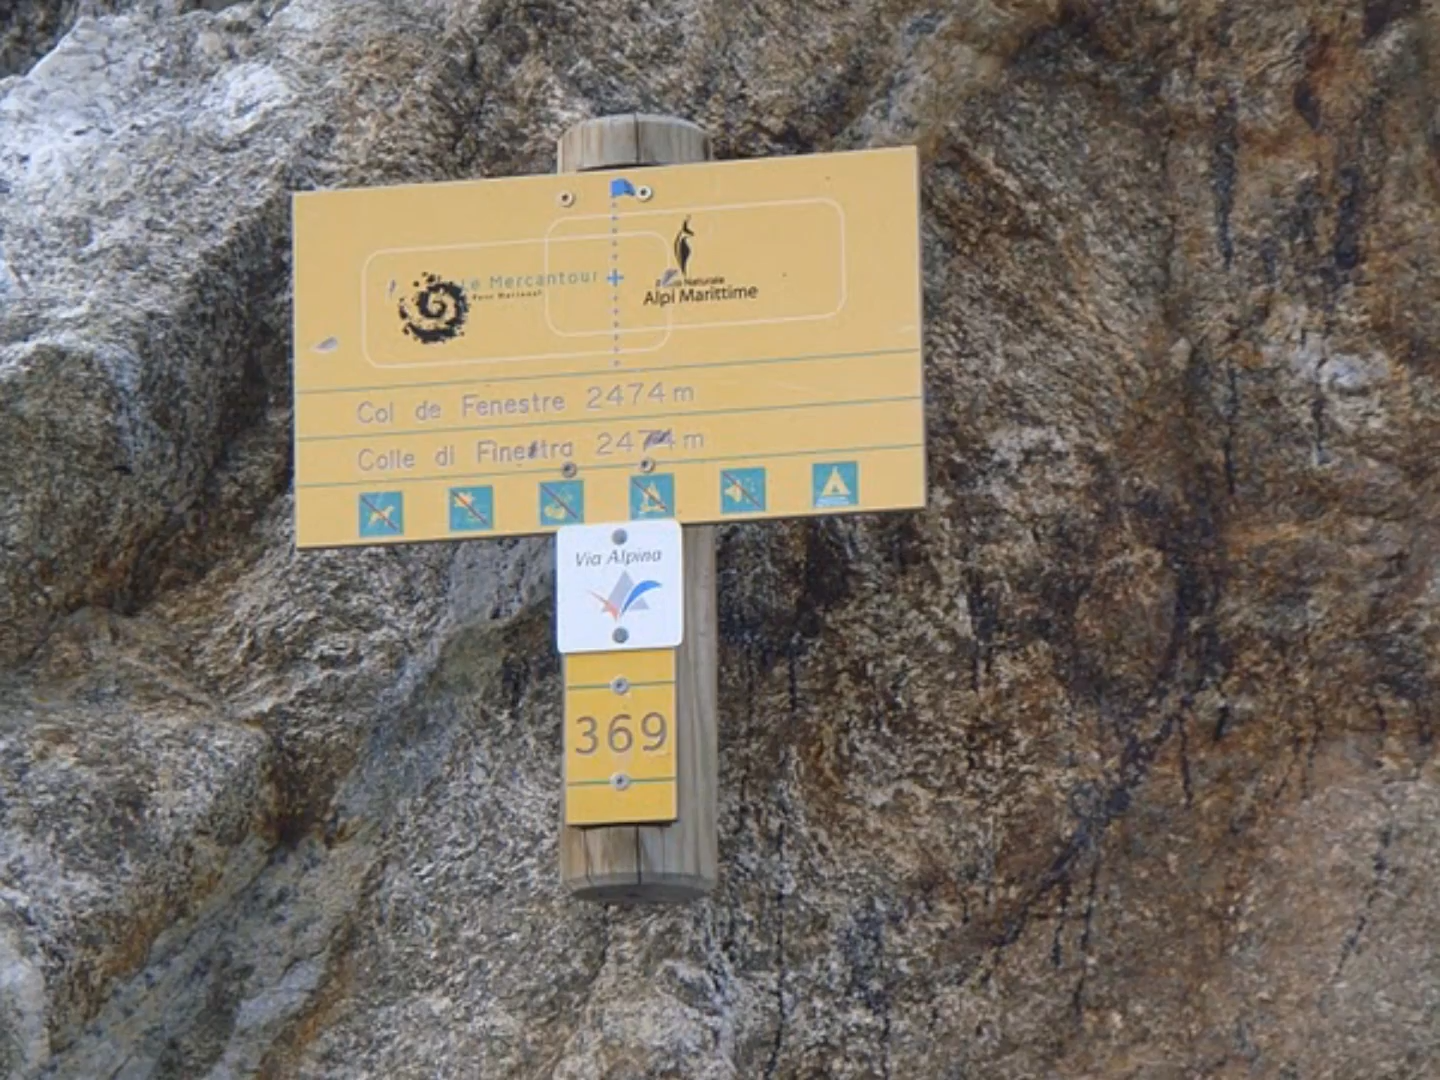 Le Mercantour
Parc National
Parco Naturale
Alpi Marittime
Col de Fenestre 2474m
Colle di Finestra 2474m
Via Alpina
369